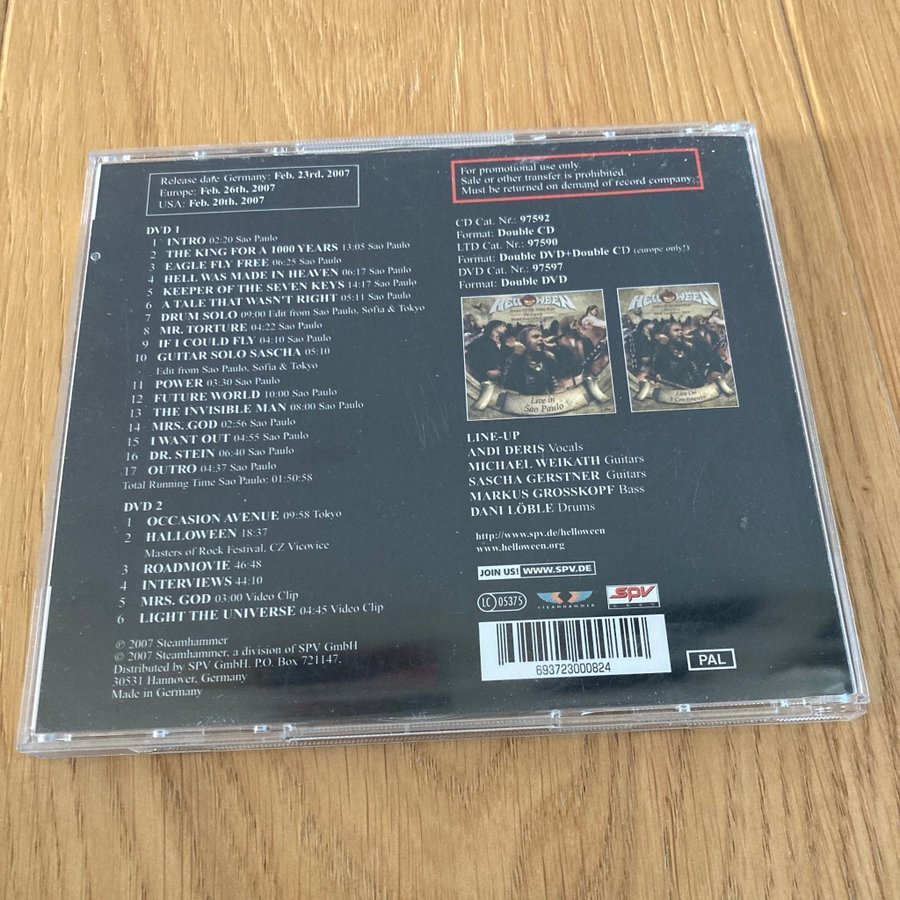 Release date Germany: Feb. 23rd, 2007
Europe: Feb. 26th, 2007
USA: Feb. 20th, 2007
DVD 1
1 INTRO 02:20 Sao Paulo
2 THE KING FOR A 1000 YEARS 13:05 Sao Paulo
3 EAGLE FLY FREE 06:25 Sao Paulo
4 HELL WAS MADE IN HEAVEN 06:17 Sao Paulo
5 KEEPER OF THE SEVEN KEYS 14:17 Sao Paulo
6 A TALE THAT WASN'T RIGHT 05:11 Sao Paulo
7 DRUM SOLO 09:00 Edit from Sao Paulo, Sofia & Tokyo
8 MR. TORTURE 04:22 Sao Paulo
9 IF I COULD FLY 04:10 Sao Paulo
10 GUITAR SOLO SASCHA 05:10
Edit from Sao Paulo, Sofia & Tokyo
11 POWER 03:30 Sao Paulo
12 FUTURE WORLD 10:00 Sao Paulo
13 THE INVISIBLE MAN 08:00 Sao Paulo
14 MRS. GOD 02:56 Sao Paulo
15 I WANT OUT 04:55 Sao Paulo
16 DR. STEIN 06:40 Sao Paulo
17 OUTRO 04:37 Sao Paulo
Total Running Time Sao Paulo: 01:50:58
DVD 2
1 OCCASION AVENUE 09:58 Tokyo
2 HALLOWEEN 18:37
Masters of Rock Festival, CZ Vicovice
3 ROADMOVIE 46:48
4 INTERVIEWS 44:10
5 MRS. GOD 03:00 Video Clip
6 LIGHT THE UNIVERSE 04:45 Video Clip
℗ 2007 Steamhammer
© 2007 Steamhammer, a division of SPV GmbH
Distributed by SPV GmbH. P.O. Box 721147,
30531 Hannover, Germany
Made in Germany
For promotional use only.
Sale or other transfer is prohibited.
Must be returned on demand of record company.
CD Cat. Nr.: 97592
Format: Double CD
LTD Cat. Nr.: 97590
Format: Double DVD+Double CD (europe only!)
DVD Cat. Nr.: 97597
Format: Double DVD
HELLOWEEN
Live in
Sao Paulo
HELLOWEEN
Live On
3 Continents
LINE-UP
ANDI DERIS Vocals
MICHAEL WEIKATH Guitars
SASCHA GERSTNER Guitars
MARKUS GROSSKOPF Bass
DANI LÖBLE Drums
http://www.spv.de/helloween
www.helloween.org
JOIN US! WWW.SPV.DE
LC 05375
STEAMHAMMER
SPV
693723000824
PAL